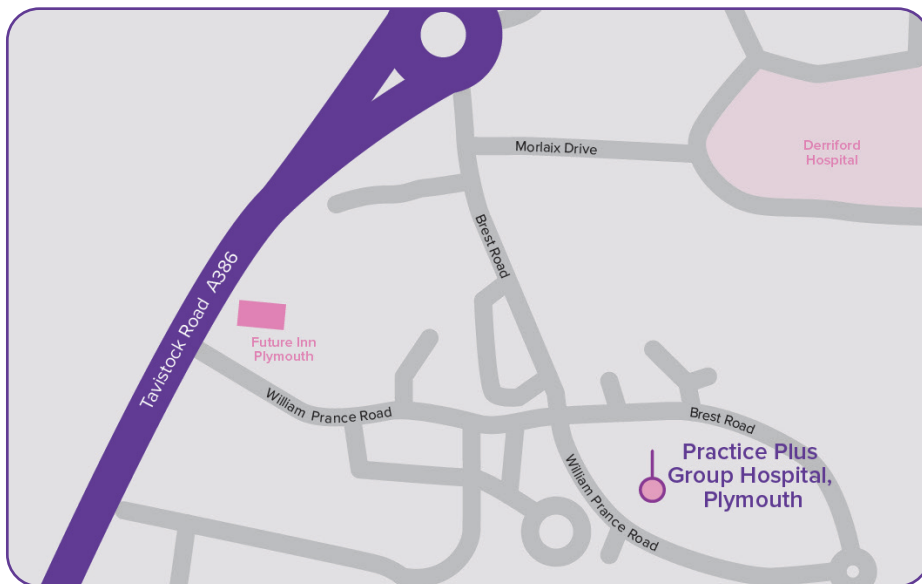 Morlaix Drive
Derriford
Hospital
Brest Road
Tavistock Road A386
Future Inn
Plymouth
William Prance Road
Brest Road
Practice Plus
Group Hospital,
Plymouth
William Prance Road